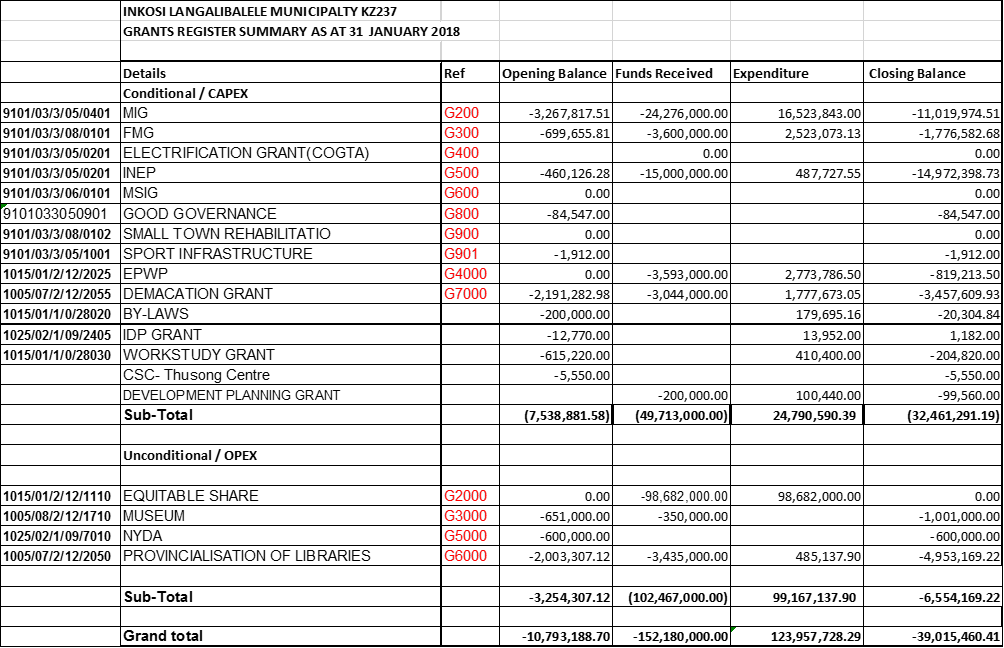 INKOSI LANGALIBALELE MUNICIPALTY KZ237
GRANTS REGISTER SUMMARY AS AT 31 JANUARY 2018
Details Ref Opening Balance Funds Received Expenditure Closing Balance
Conditional / CAPEX
9101/03/3/05/0401 MIG G200 -3,267,817.51 -24,276,000.00 16,523,843.00 -11,019,974.51
9101/03/3/08/0101 FMG G300 -699,655.81 -3,600,000.00 2,523,073.13 -1,776,582.68
9101/03/3/05/0201 ELECTRIFICATION GRANT(COGTA) G400 0.00 0.00
9101/03/3/05/0201 INEP G500 -460,126.28 -15,000,000.00 487,727.55 -14,972,398.73
9101/03/3/06/0101 MSIG G600 0.00 0.00
9101033050901 GOOD GOVERNANCE G800 -84,547.00 -84,547.00
9101/03/3/08/0102 SMALL TOWN REHABILITATIO G900 0.00 0.00
9101/03/3/05/1001 SPORT INFRASTRUCTURE G901 -1,912.00 -1,912.00
1015/01/2/12/2025 EPWP G4000 0.00 -3,593,000.00 2,773,786.50 -819,213.50
1005/07/2/12/2055 DEMACATION GRANT G7000 -2,191,282.98 -3,044,000.00 1,777,673.05 -3,457,609.93
1015/01/1/0/28020 BY-LAWS -200,000.00 179,695.16 -20,304.84
1025/02/1/09/2405 IDP GRANT -12,770.00 13,952.00 1,182.00
1015/01/1/0/28030 WORKSTUDY GRANT -615,220.00 410,400.00 -204,820.00
CSC- Thusong Centre -5,550.00 -5,550.00
DEVELOPMENT PLANNING GRANT -200,000.00 100,440.00 -99,560.00
Sub-Total (7,538,881.58) (49,713,000.00) 24,790,590.39 (32,461,291.19)
Unconditional / OPEX
1015/01/2/12/1110 EQUITABLE SHARE G2000 0.00 -98,682,000.00 98,682,000.00 0.00
1005/08/2/12/1710 MUSEUM G3000 -651,000.00 -350,000.00 -1,001,000.00
1025/02/1/09/7010 NYDA G5000 -600,000.00 -600,000.00
1005/07/2/12/2050 PROVINCIALISATION OF LIBRARIES G6000 -2,003,307.12 -3,435,000.00 485,137.90 -4,953,169.22
Sub-Total -3,254,307.12 (102,467,000.00) 99,167,137.90 -6,554,169.22
Grand total -10,793,188.70 -152,180,000.00 123,957,728.29 -39,015,460.41